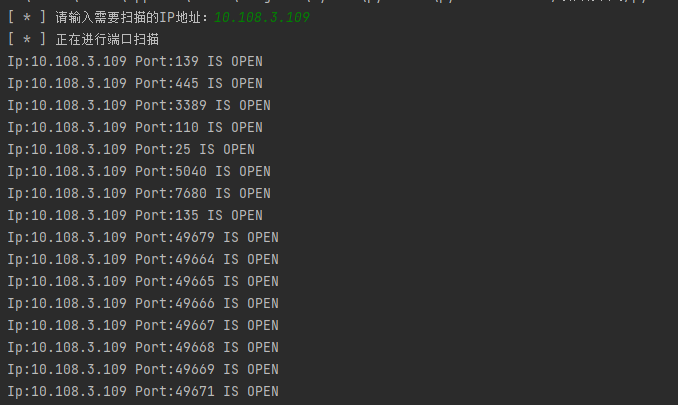 [ * ] 请输入需要扫描的IP地址：10.108.3.109
[ * ] 正在进行端口扫描
Ip:10.108.3.109 Port:139 IS OPEN
Ip:10.108.3.109 Port:445 IS OPEN
Ip:10.108.3.109 Port:3389 IS OPEN
Ip:10.108.3.109 Port:110 IS OPEN
Ip:10.108.3.109 Port:25 IS OPEN
Ip:10.108.3.109 Port:5040 IS OPEN
Ip:10.108.3.109 Port:7680 IS OPEN
Ip:10.108.3.109 Port:135 IS OPEN
Ip:10.108.3.109 Port:49679 IS OPEN
Ip:10.108.3.109 Port:49664 IS OPEN
Ip:10.108.3.109 Port:49665 IS OPEN
Ip:10.108.3.109 Port:49666 IS OPEN
Ip:10.108.3.109 Port:49667 IS OPEN
Ip:10.108.3.109 Port:49668 IS OPEN
Ip:10.108.3.109 Port:49669 IS OPEN
Ip:10.108.3.109 Port:49671 IS OPEN